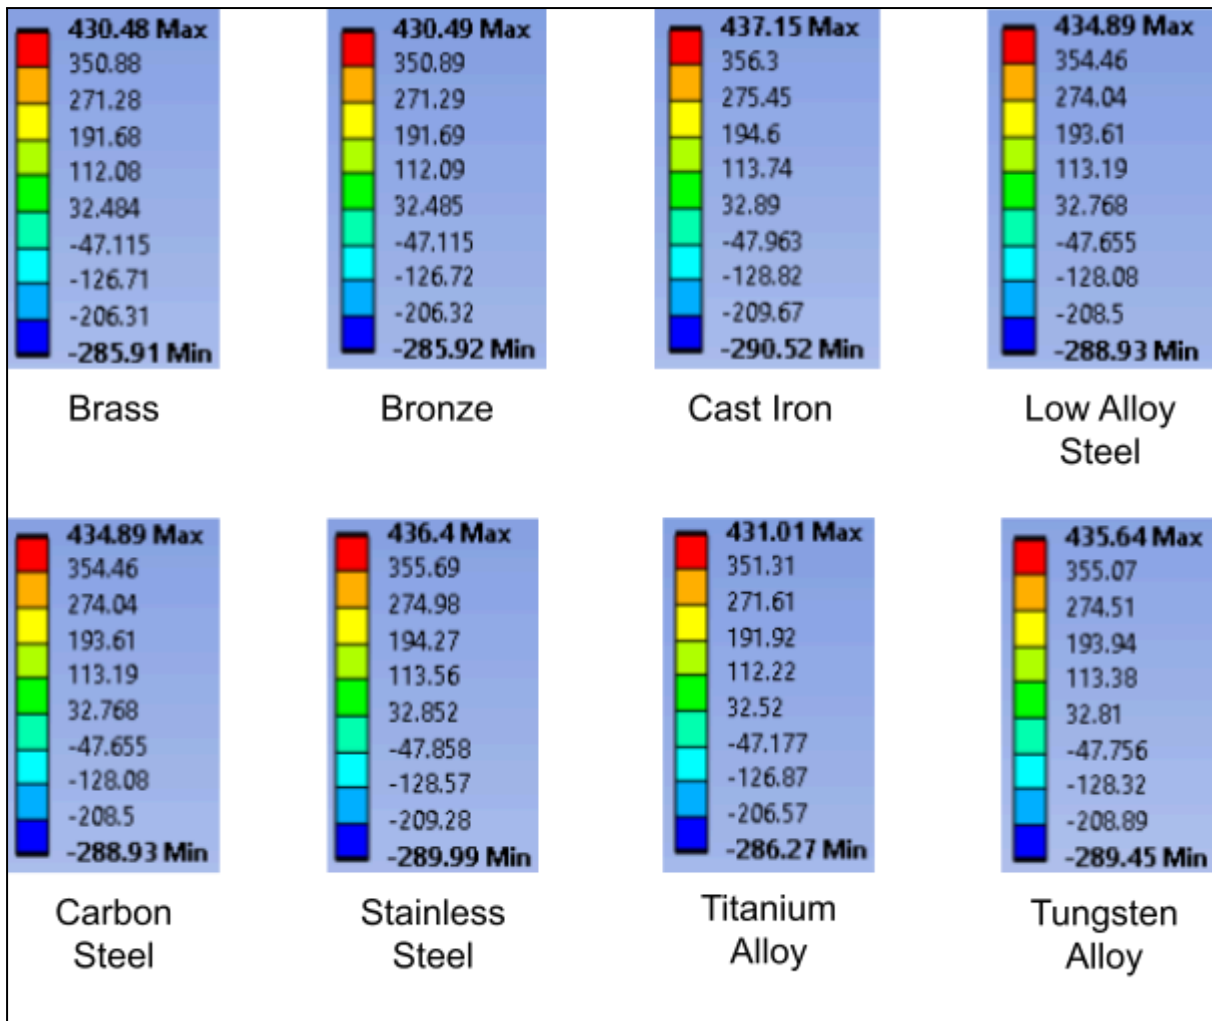 430.48 Max
350.88
271.28
191.68
112.08
32.484
-47.115
-126.71
-206.31
-285.91 Min
Brass
430.49 Max
350.89
271.29
191.69
112.09
32.485
-47.115
-126.72
-206.32
-285.92 Min
Bronze
437.15 Max
356.3
275.45
194.6
113.74
32.89
-47.963
-128.82
-209.67
-290.52 Min
Cast Iron
434.89 Max
354.46
274.04
193.61
113.19
32.768
-47.655
-128.08
-208.5
-288.93 Min
Low Alloy
Steel
434.89 Max
354.46
274.04
193.61
113.19
32.768
-47.655
-128.08
-208.5
-288.93 Min
Carbon
Steel
436.4 Max
355.69
274.98
194.27
113.56
32.852
-47.858
-128.57
-209.28
-289.99 Min
Stainless
Steel
431.01 Max
351.31
271.61
191.92
112.22
32.52
-47.177
-126.87
-206.57
-286.27 Min
Titanium
Alloy
435.64 Max
355.07
274.51
193.94
113.38
32.81
-47.756
-128.32
-208.89
-289.45 Min
Tungsten
Alloy